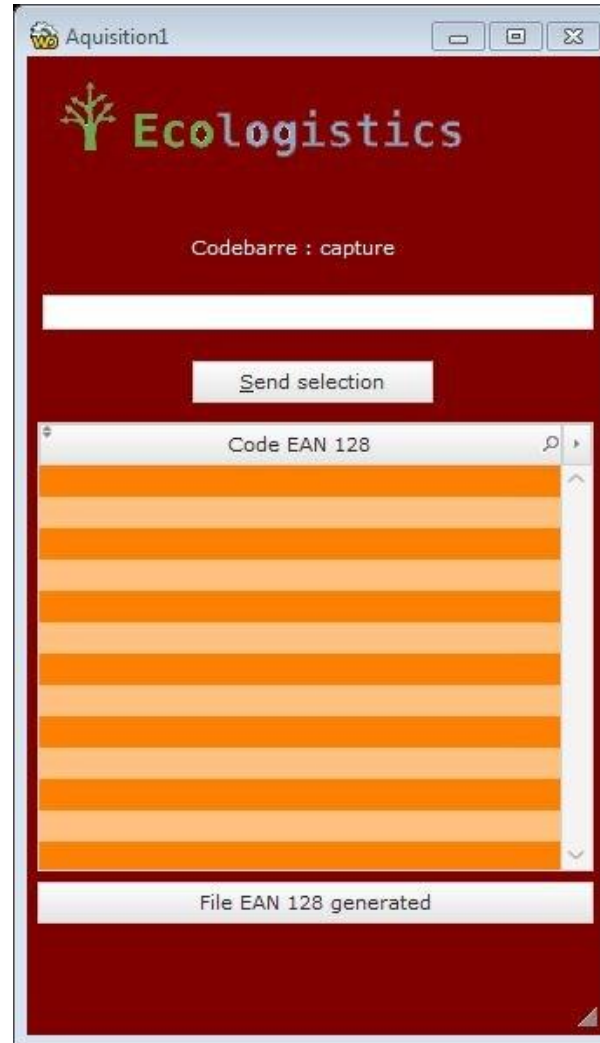 Aquisition1
Ecologistics
Codebarre : capture
Send selection
Code EAN 128
File EAN 128 generated